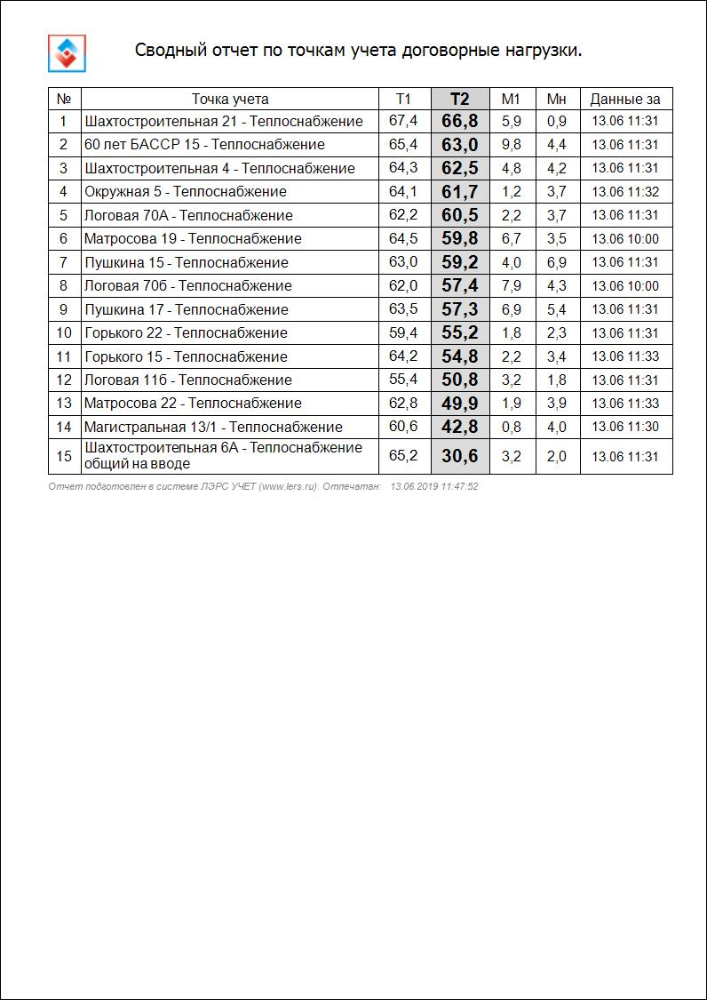 Сводный отчет по точкам учета договорные нагрузки.
№ Точка учета T1 T2 М1 Мн Данные за
1 Шахтостроительная 21 - Теплоснабжение 67,4 66,8 5,9 0,9 13.06 11:31
2 60 лет БАССР 15 - Теплоснабжение 65,4 63,0 9,8 4,4 13.06 11:31
3 Шахтостроительная 4 - Теплоснабжение 64,3 62,5 4,8 4,2 13.06 11:31
4 Окружная 5 - Теплоснабжение 64,1 61,7 1,2 3,7 13.06 11:32
5 Логовая 70А - Теплоснабжение 62,2 60,5 2,2 3,7 13.06 11:31
6 Матросова 19 - Теплоснабжение 64,5 59,8 6,7 3,5 13.06 10:00
7 Пушкина 15 - Теплоснабжение 63,0 59,2 4,0 6,9 13.06 11:31
8 Логовая 70б - Теплоснабжение 62,0 57,4 7,9 4,3 13.06 10:00
9 Пушкина 17 - Теплоснабжение 63,5 57,3 6,9 5,4 13.06 11:31
10 Горького 22 - Теплоснабжение 59,4 55,2 1,8 2,3 13.06 11:31
11 Горького 15 - Теплоснабжение 64,2 54,8 2,2 3,4 13.06 11:33
12 Логовая 11б - Теплоснабжение 55,4 50,8 3,2 1,8 13.06 11:31
13 Матросова 22 - Теплоснабжение 62,8 49,9 1,9 3,9 13.06 11:33
14 Магистральная 13/1 - Теплоснабжение 60,6 42,8 0,8 4,0 13.06 11:30
15 Шахтостроительная 6А - Теплоснабжение
общий на вводе 65,2 30,6 3,2 2,0 13.06 11:31
Отчет подготовлен в системе ЛЭРС УЧЕТ (www.lers.ru). Отпечатан: 13.06.2019 11:47:52